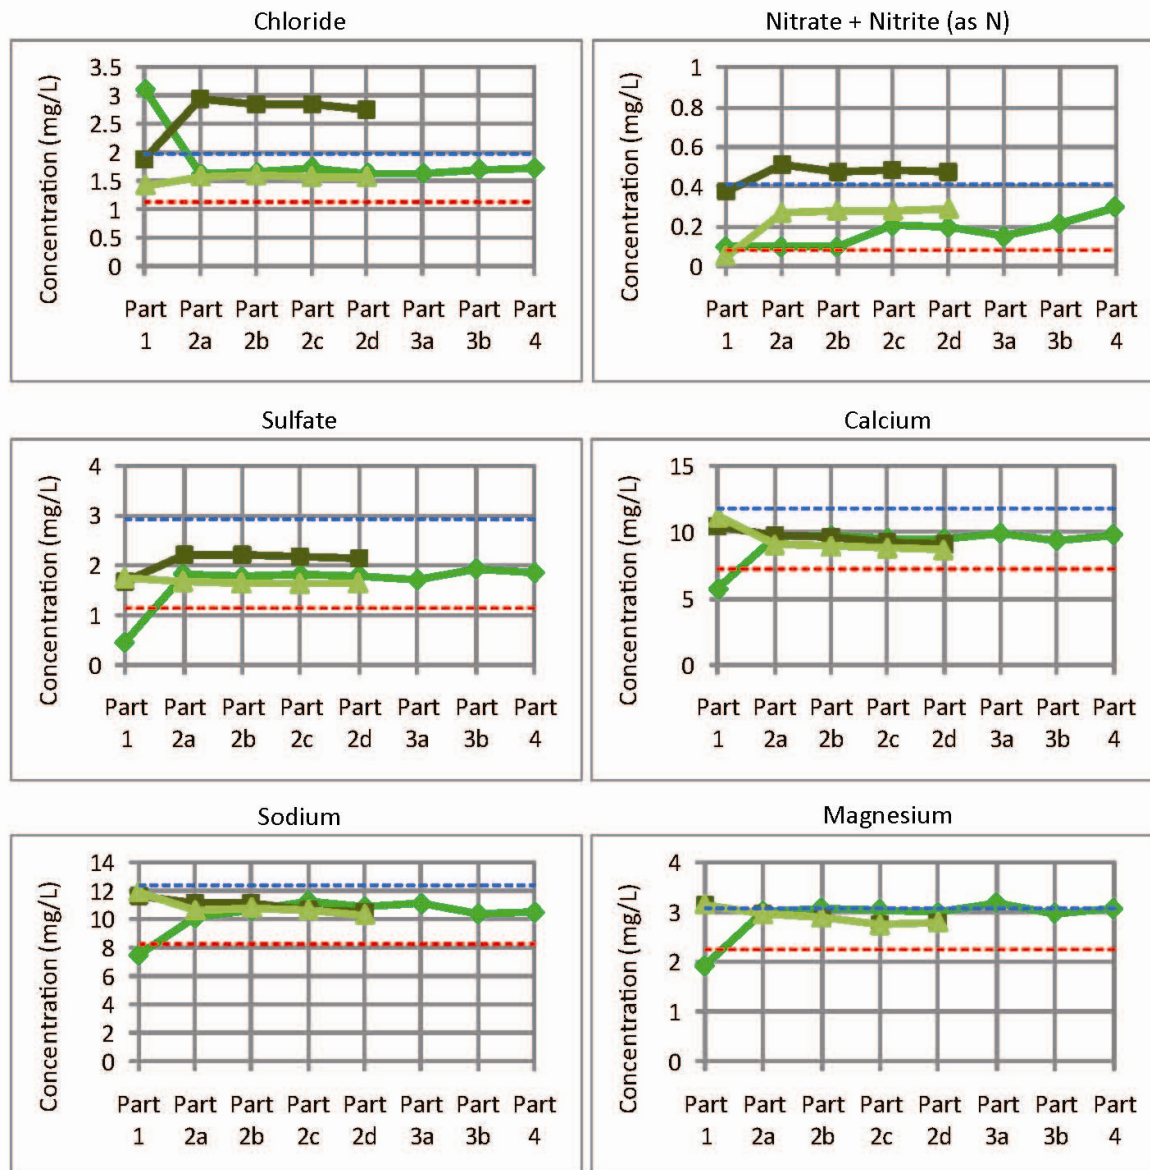 Chloride
Concentration (mg/L)
3.5
3
2.5
2
1.5
1
0.5
0
Part Part Part Part Part Part Part Part
1 2a 2b 2c 2d 3a 3b 4
Nitrate + Nitrite (as N)
Concentration (mg/L)
1
0.8
0.6
0.4
0.2
0
Part Part Part Part Part Part Part Part
1 2a 2b 2c 2d 3a 3b 4
Sulfate
Concentration (mg/L)
4
3
2
1
0
Part Part Part Part Part Part Part Part
1 2a 2b 2c 2d 3a 3b 4
Calcium
Concentration (mg/L)
15
10
5
0
Part Part Part Part Part Part Part Part
1 2a 2b 2c 2d 3a 3b 4
Sodium
Concentration (mg/L)
14
12
10
8
6
4
2
0
Part Part Part Part Part Part Part Part
1 2a 2b 2c 2d 3a 3b 4
Magnesium
Concentration (mg/L)
4
3
2
1
0
Part Part Part Part Part Part Part Part
1 2a 2b 2c 2d 3a 3b 4